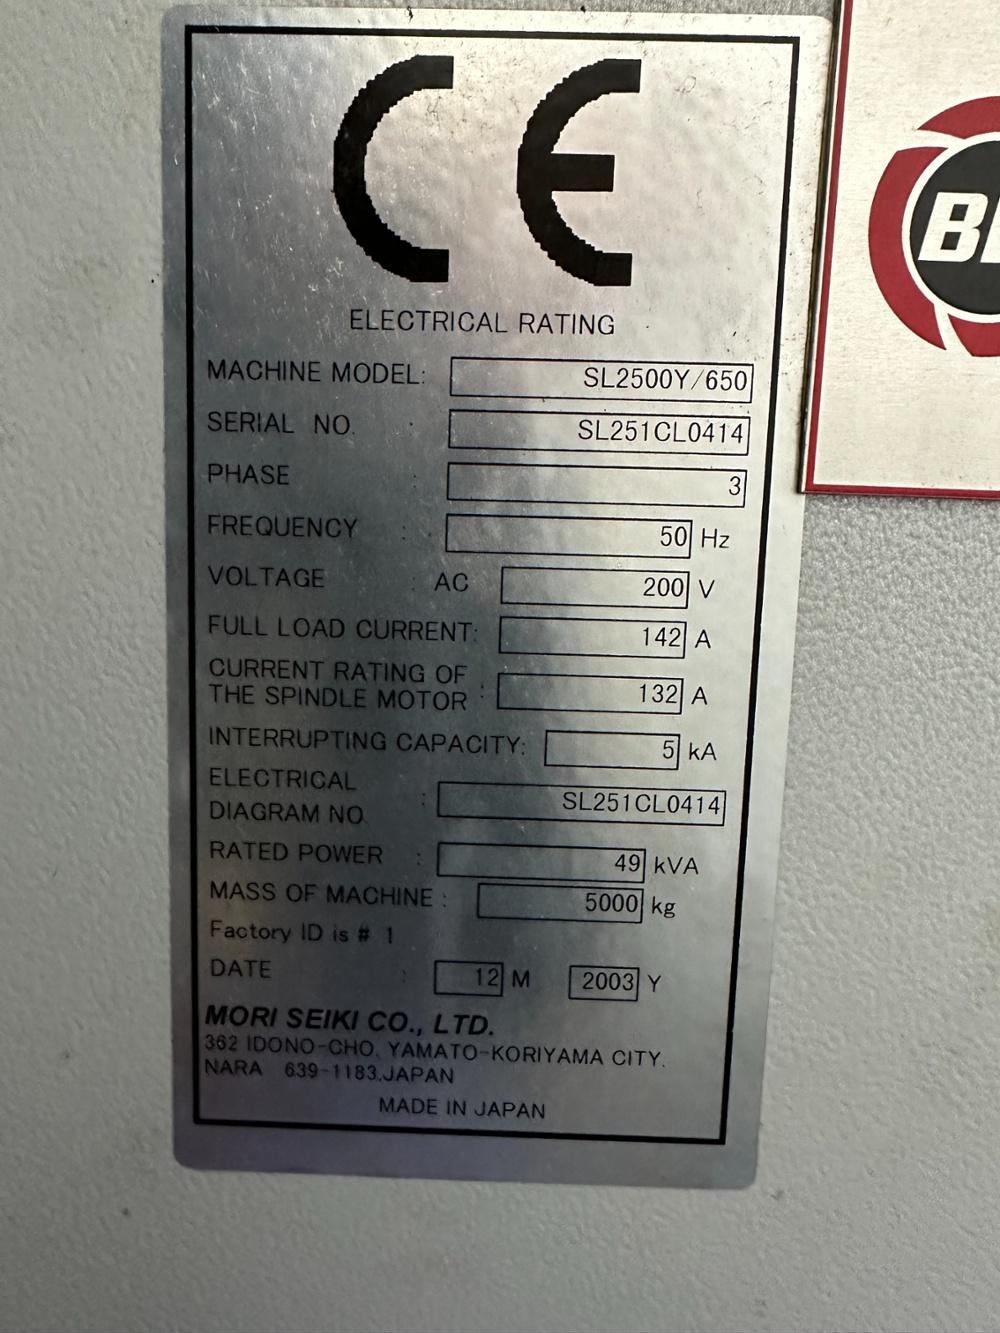 CE
ELECTRICAL RATING
MACHINE MODEL: SL2500Y/650
SERIAL NO. : SL251CL0414
PHASE 3
FREQUENCY : 50 Hz
VOLTAGE : AC 200 V
FULL LOAD CURRENT: 142 A
CURRENT RATING OF
THE SPINDLE MOTOR : 132 A
INTERRUPTING CAPACITY: 5 kA
ELECTRICAL
DIAGRAM NO. : SL251CL0414
RATED POWER : 49 kVA
MASS OF MACHINE : 5000 kg
Factory ID is # 1
DATE : 12 M 2003 Y
MORI SEIKI CO., LTD.
362 IDONO-CHO, YAMATO-KORIYAMA CITY.
NARA 639-1183,JAPAN
MADE IN JAPAN